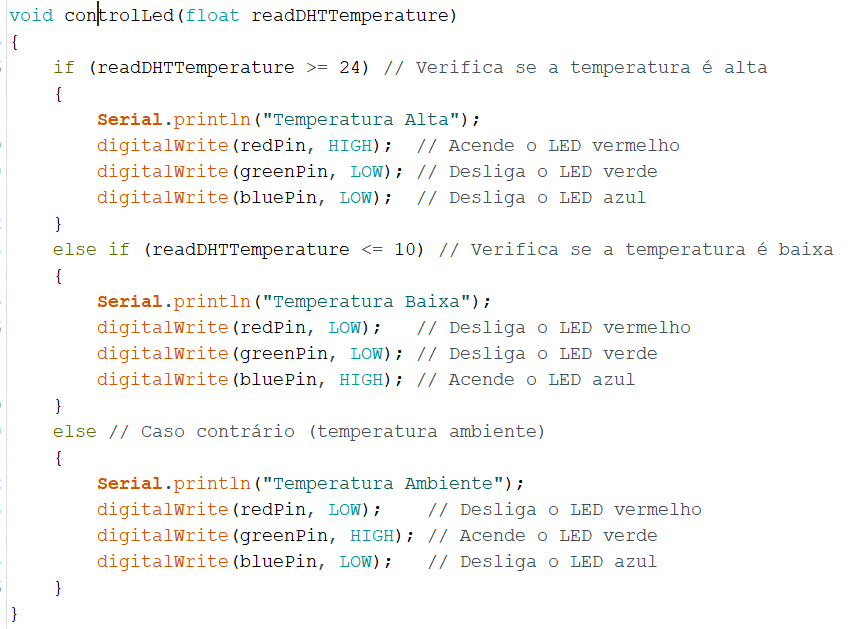 void controlLed(float readDHTTemperature)
{
    if (readDHTTemperature >= 24) // Verifica se a temperatura é alta
    {
        Serial.println("Temperatura Alta");
        digitalWrite(redPin, HIGH);  // Acende o LED vermelho
        digitalWrite(greenPin, LOW); // Desliga o LED verde
        digitalWrite(bluePin, LOW);  // Desliga o LED azul
    }
    else if (readDHTTemperature <= 10) // Verifica se a temperatura é baixa
    {
        Serial.println("Temperatura Baixa");
        digitalWrite(redPin, LOW);   // Desliga o LED vermelho
        digitalWrite(greenPin, LOW); // Desliga o LED verde
        digitalWrite(bluePin, HIGH); // Acende o LED azul
    }
    else // Caso contrário (temperatura ambiente)
    {
        Serial.println("Temperatura Ambiente");
        digitalWrite(redPin, LOW);    // Desliga o LED vermelho
        digitalWrite(greenPin, HIGH); // Acende o LED verde
        digitalWrite(bluePin, LOW);   // Desliga o LED azul
    }
}